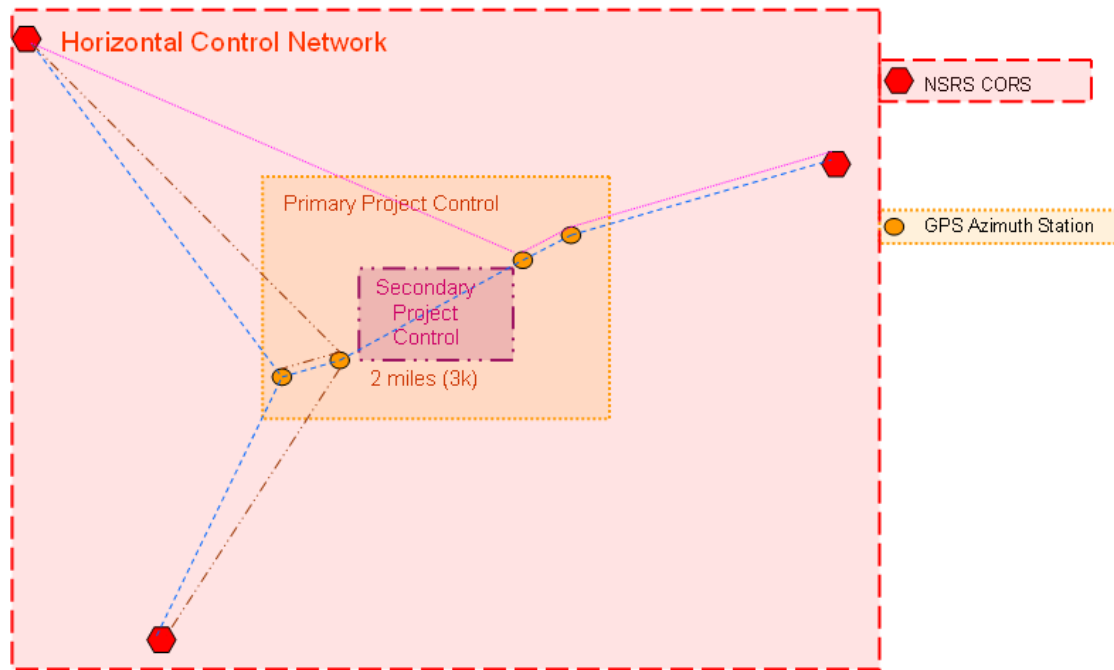 Horizontal Control Network
NSRS CORS
Primary Project Control
GPS Azimuth Station
Secondary
Project
Control
2 miles (3k)